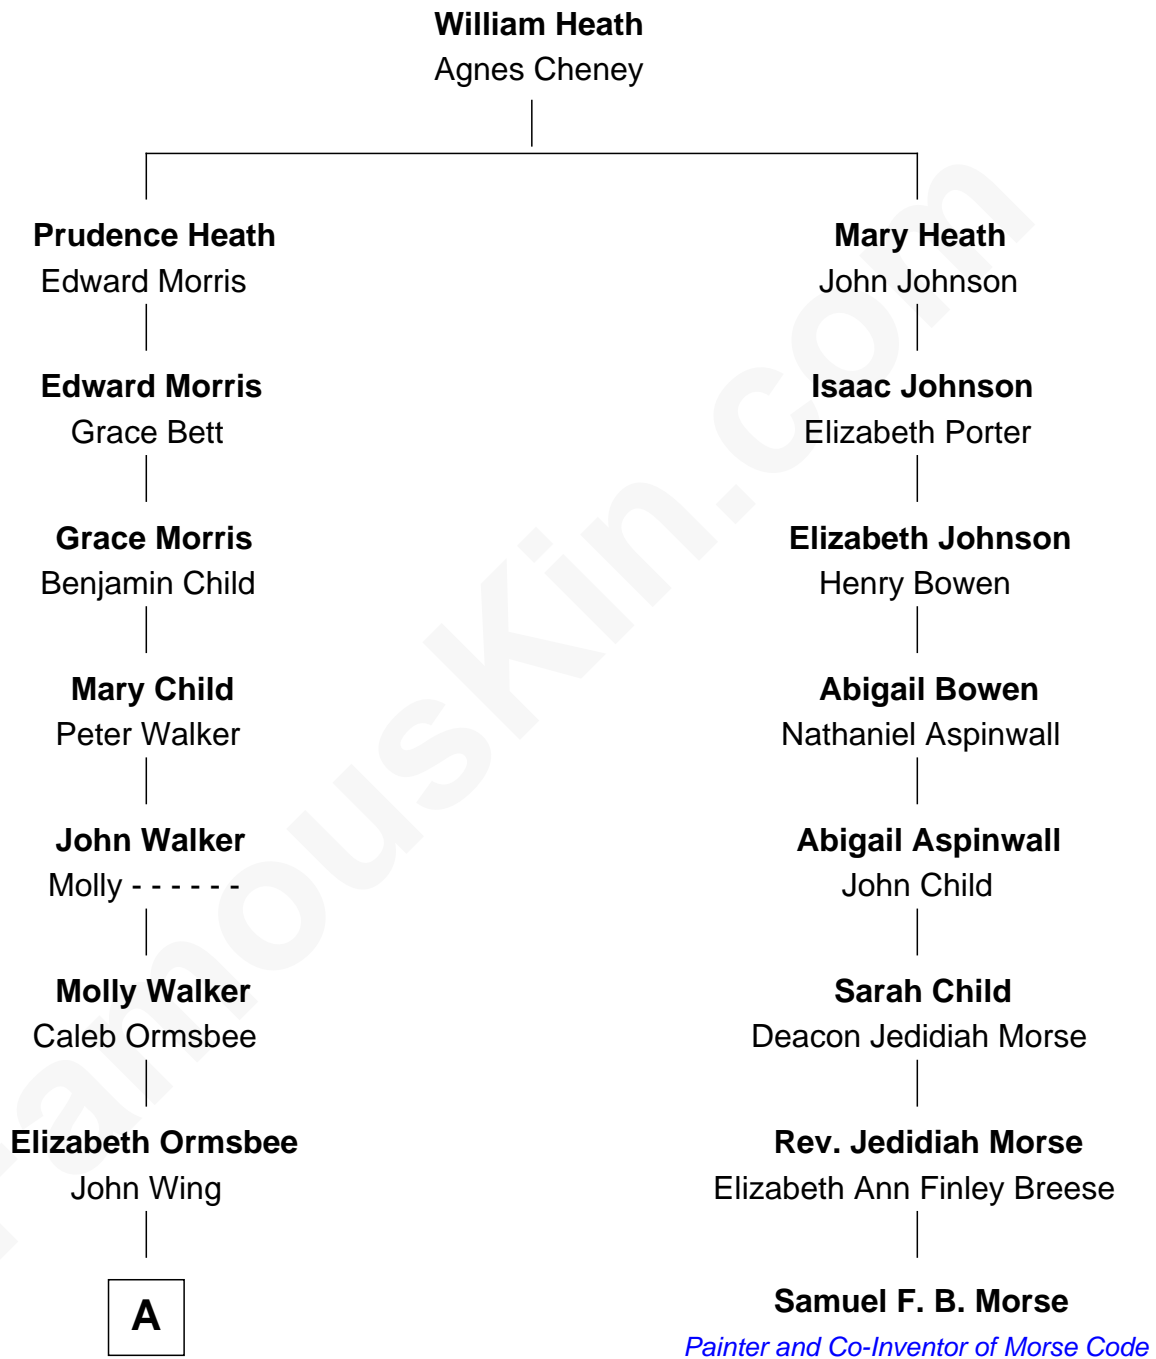 William Heath
Agnes Cheney
Prudence Heath
Edward Morris
Mary Heath
John Johnson
Edward Morris
Grace Bett
Isaac Johnson
Elizabeth Porter
Grace Morris
Benjamin Child
Elizabeth Johnson
Henry Bowen
Mary Child
Peter Walker
Abigail Bowen
Nathaniel Aspinwall
John Walker
Molly - - - - - -
Abigail Aspinwall
John Child
Molly Walker
Caleb Ormsbee
Sarah Child
Deacon Jedidiah Morse
Elizabeth Ormsbee
John Wing
Rev. Jedidiah Morse
Elizabeth Ann Finley Breese
A
Samuel F. B. Morse
Painter and Co-Inventor of Morse Code
FamousKin.com